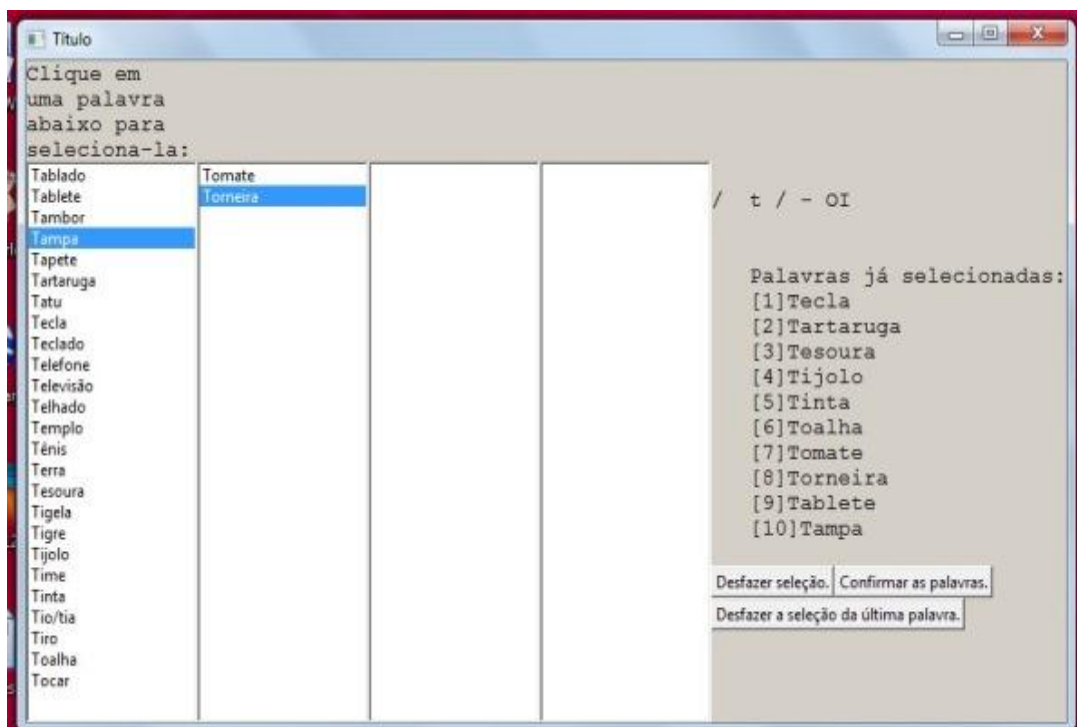 Título
Clique em
uma palavra
abaixo para
seleciona-la:
Tablado
Tablete
Tambor
Tampa
Tapete
Tartaruga
Tatu
Tecla
Teclado
Telefone
Televisão
Telhado
Templo
Tênis
Terra
Tesoura
Tigela
Tigre
Tijolo
Time
Tinta
Tio/tia
Tiro
Toalha
Tocar
Tomate
Torneira
/ t / - OI
Palavras já selecionadas:
[1]Tecla
[2]Tartaruga
[3]Tesoura
[4]Tijolo
[5]Tinta
[6]Toalha
[7]Tomate
[8]Torneira
[9]Tablete
[10]Tampa
Desfazer seleção. Confirmar as palavras.
Desfazer a seleção da última palavra.